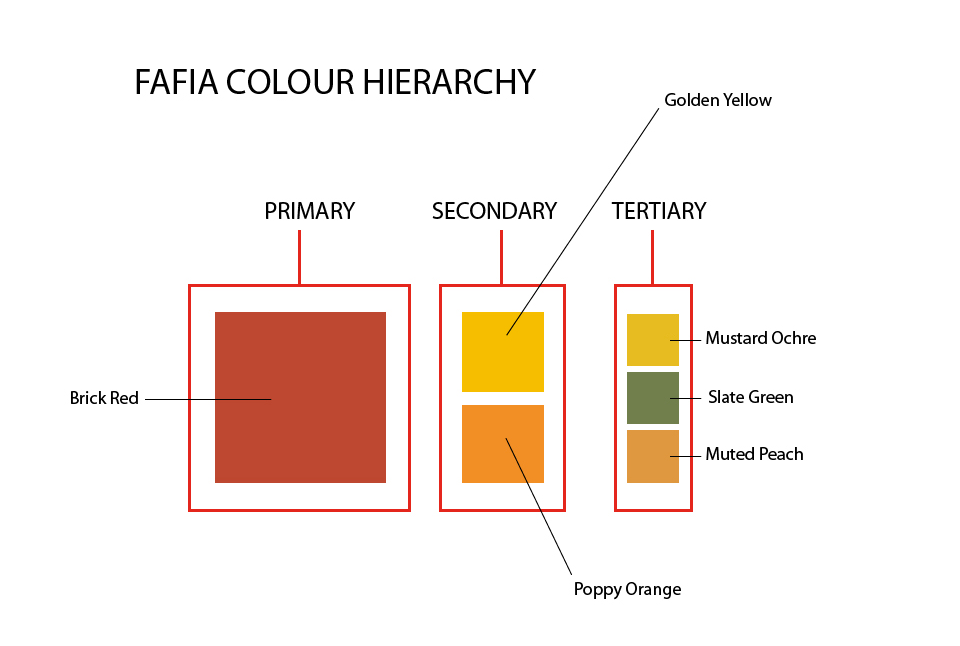 FAFIA COLOUR HIERARCHY
Golden Yellow
PRIMARY
SECONDARY
TERTIARY
Mustard Ochre
Brick Red
Slate Green
Muted Peach
Poppy Orange